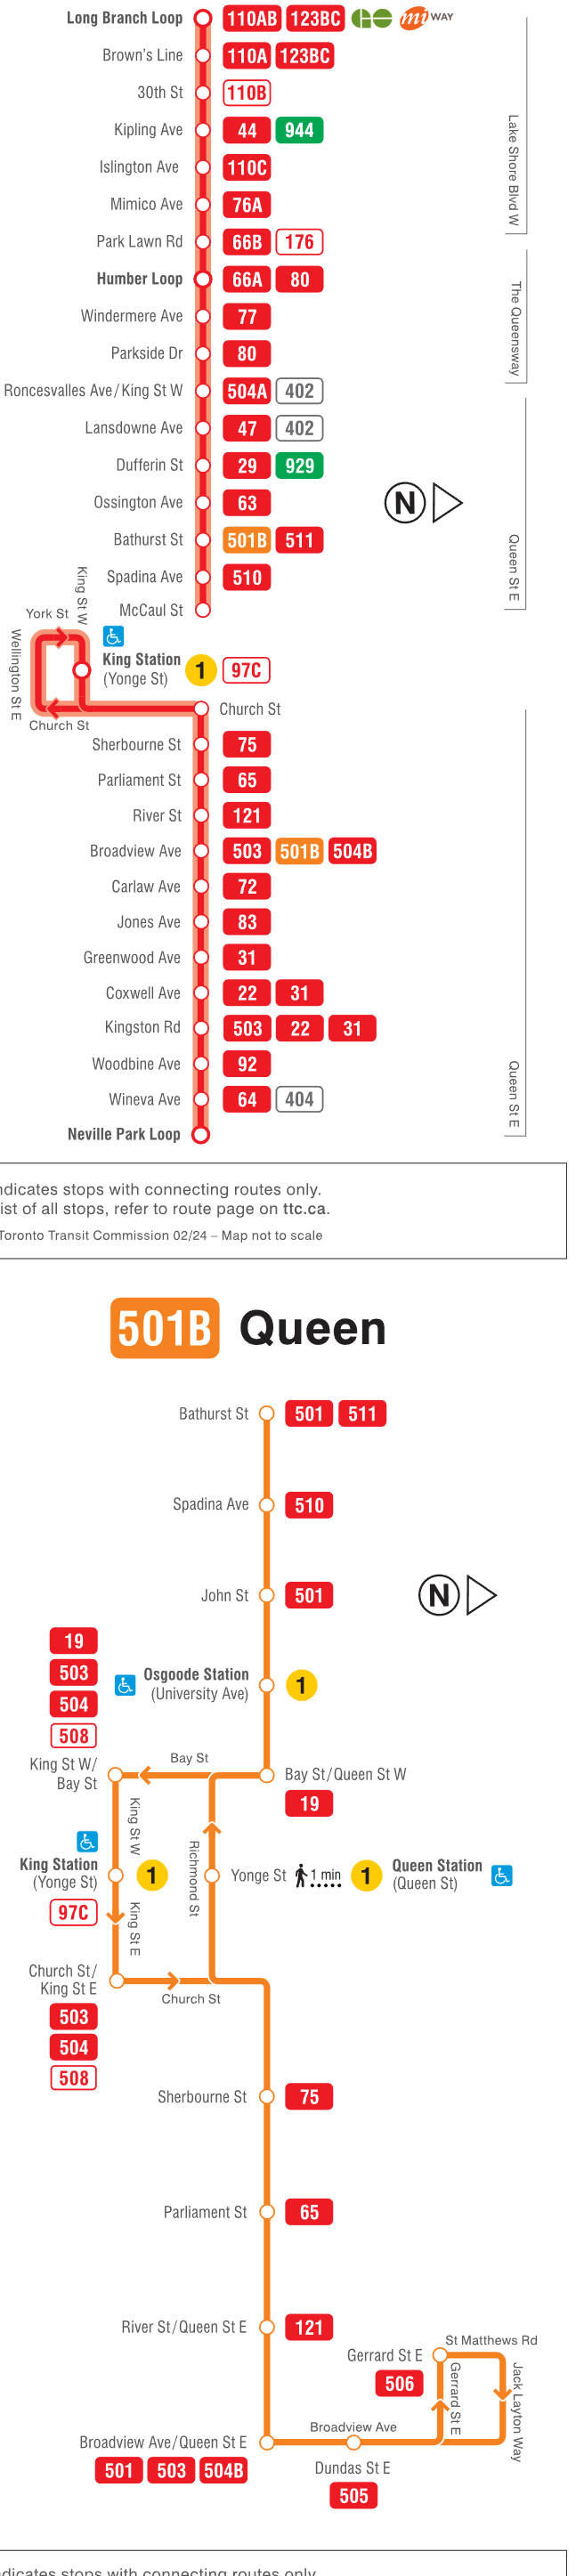 Long Branch Loop 110AB 123BC GO mi WAY
Brown's Line 110A 123BC
30th St 110B
Kipling Ave 44 944
Islington Ave 110C
Mimico Ave 76A
Park Lawn Rd 66B 176
Lake Shore Blvd W
Humber Loop 66A 80
Windermere Ave 77
Parkside Dr 80
The Queensway
Roncesvalles Ave/King St W 504A 402
Lansdowne Ave 47 402
Dufferin St 29 929
Ossington Ave 63
N
Bathurst St 501B 511
Spadina Ave 510
McCaul St
Queen St E
York St
King St W
Wellington St E
King Station
(Yonge St)
1 97C
Church St
Church St
Sherbourne St 75
Parliament St 65
River St 121
Broadview Ave 503 501B 504B
Carlaw Ave 72
Jones Ave 83
Greenwood Ave 31
Coxwell Ave 22 31
Kingston Rd 503 22 31
Woodbine Ave 92
Wineva Ave 64 404
Neville Park Loop
Queen St E
ndicates stops with connecting routes only.
ist of all stops, refer to route page on ttc.ca.
Toronto Transit Commission 02/24 – Map not to scale
501B Queen
Bathurst St 501 511
Spadina Ave 510
John St 501
N
19
503
504
508
Osgoode Station
(University Ave)
1
King St W/
Bay St
Bay St
Bay St/Queen St W
19
King St W
King Station
(Yonge St)
1
97C
King St E
Richmond St
Yonge St 1 min 1
Queen Station
(Queen St)
Church St/
King St E
503
504
508
Church St
Sherbourne St 75
Parliament St 65
River St/Queen St E 121
St Matthews Rd
Gerrard St E
506
Gerrard St E
Jack Layton Way
Broadview Ave
Broadview Ave/Queen St E
501 503 504B
Dundas St E
505
ndicates stops with connecting routes only